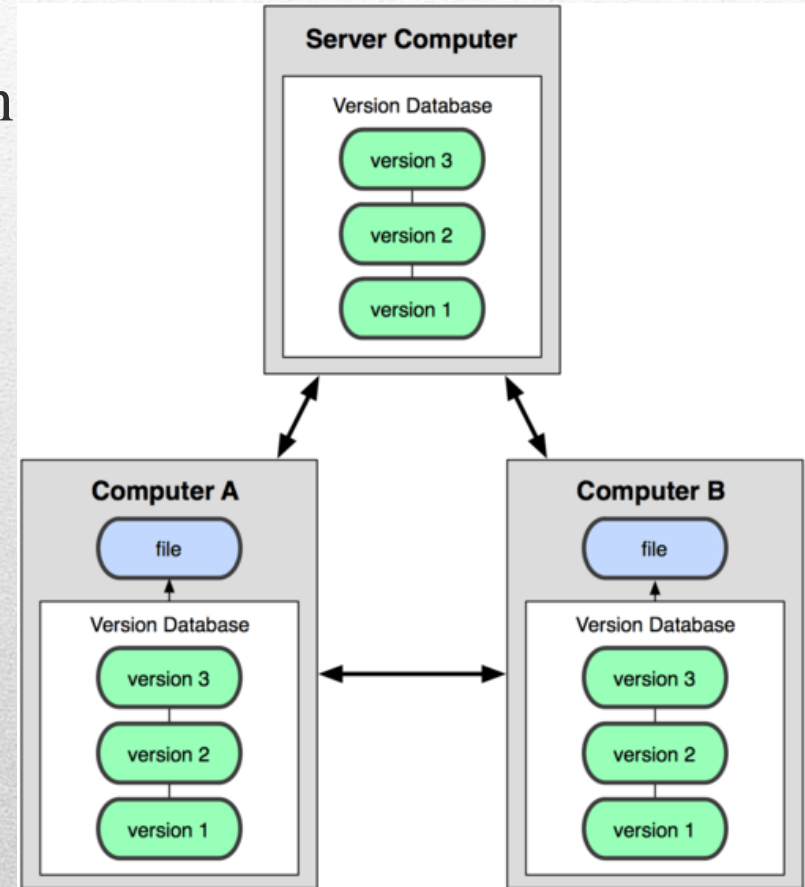 Server Computer
Version Database
version 3
version 2
version 1
Computer A
file
Version Database
version 3
version 2
version 1
Computer B
file
Version Database
version 3
version 2
version 1